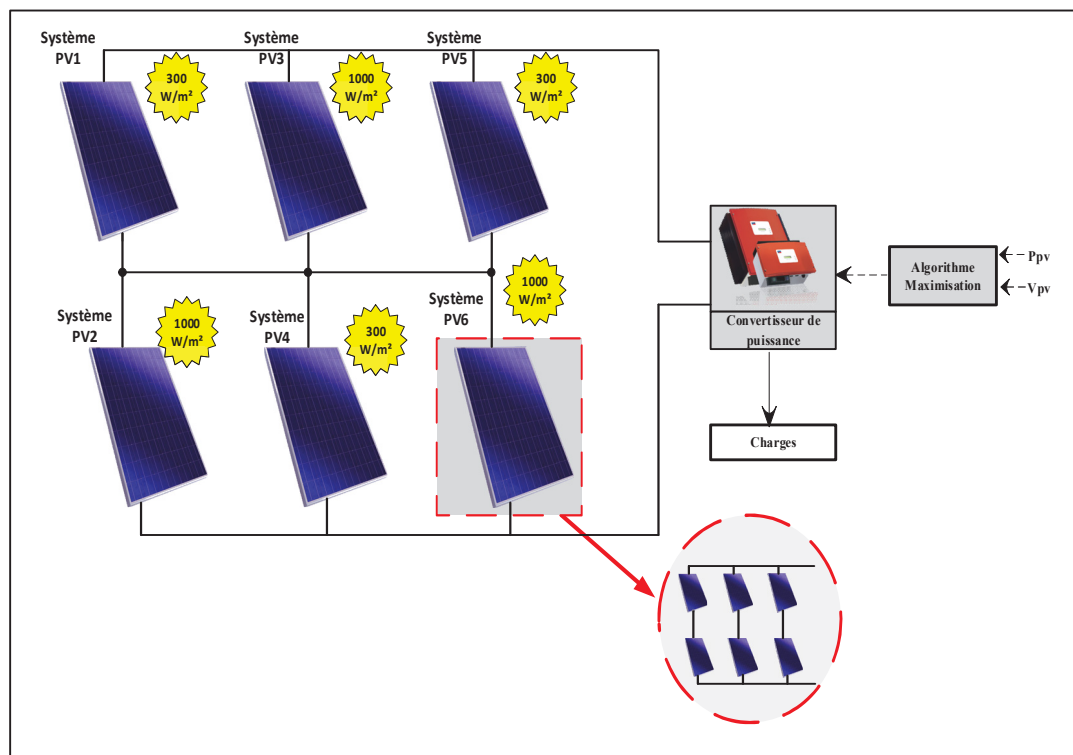 Système
PV1
300
W/m²
Système
PV3
1000
W/m²
Système
PV5
300
W/m²
Système
PV2
1000
W/m²
Système
PV4
300
W/m²
Système
PV6
1000
W/m²
Convertisseur de
puissance
Algorithme
Maximisation
Ppv
Vpv
Charges